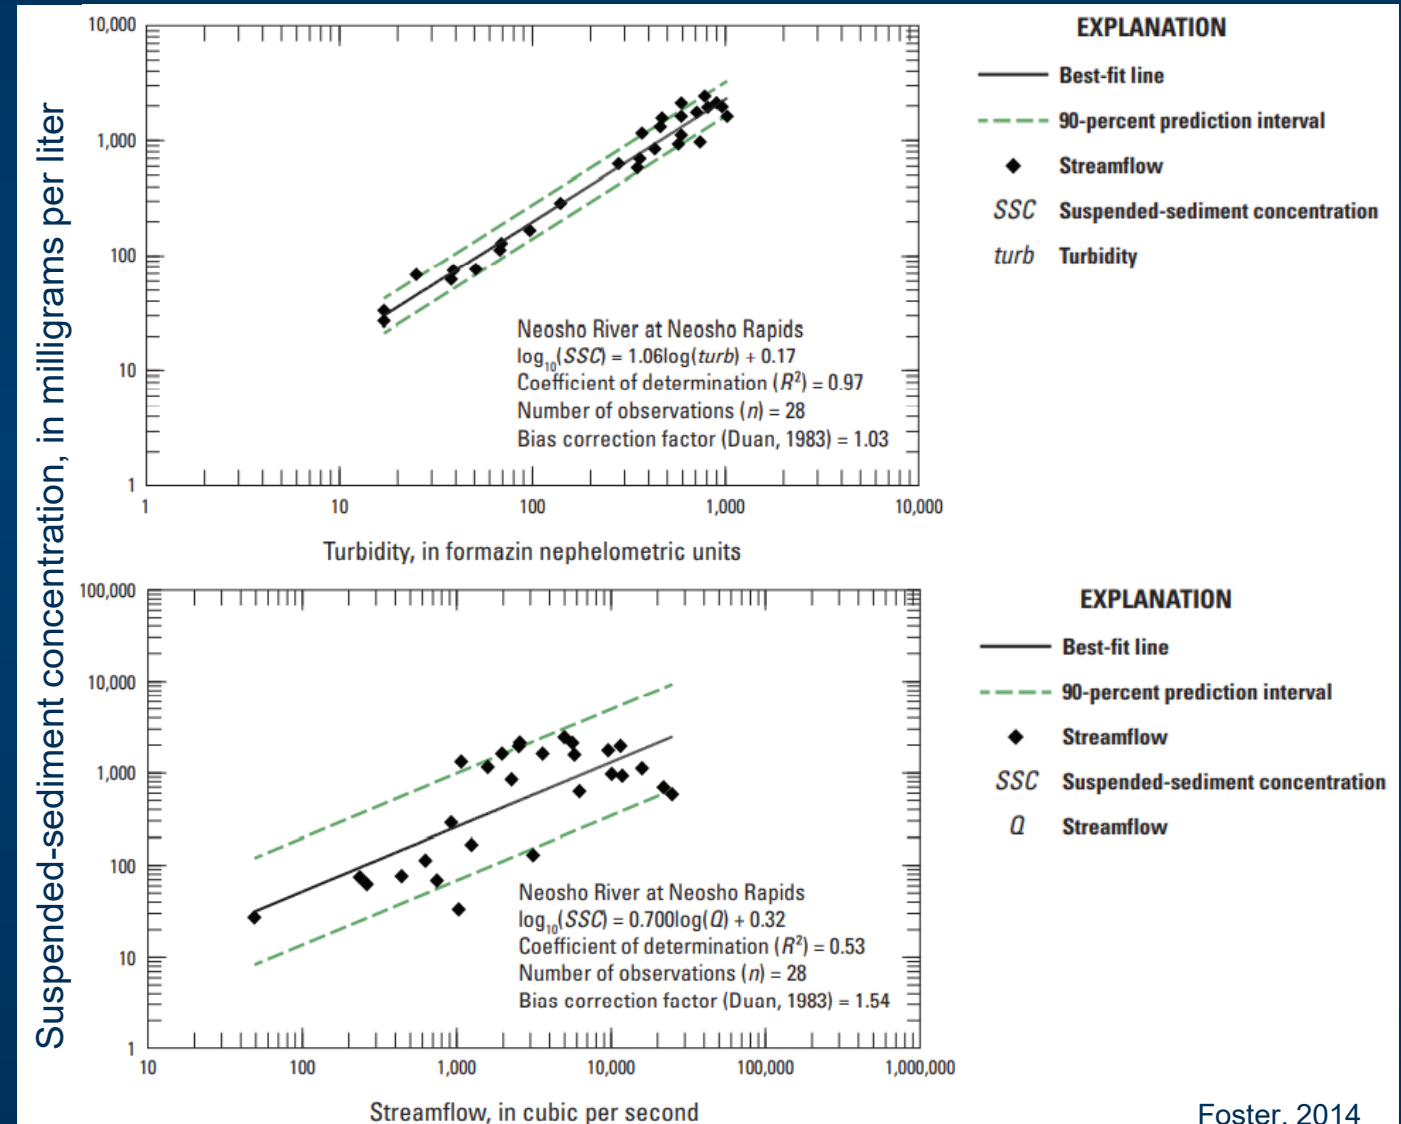 Suspended-sediment concentration, in milligrams per liter
10,000
1,000
100
10
1
1
10
100
1,000
10,000
Turbidity, in formazin nephelometric units
Neosho River at Neosho Rapids
log10(SSC) = 1.06log(turb) + 0.17
Coefficient of determination (R²) = 0.97
Number of observations (n) = 28
Bias correction factor (Duan, 1983) = 1.03
EXPLANATION
Best-fit line
90-percent prediction interval
Streamflow
SSC Suspended-sediment concentration
turb Turbidity
100,000
10,000
1,000
100
10
1
10
100
1,000
10,000
100,000
1,000,000
Streamflow, in cubic per second
Neosho River at Neosho Rapids
log10(SSC) = 0.700log(Q) + 0.32
Coefficient of determination (R²) = 0.53
Number of observations (n) = 28
Bias correction factor (Duan, 1983) = 1.54
EXPLANATION
Best-fit line
90-percent prediction interval
Streamflow
SSC Suspended-sediment concentration
Q Streamflow
Foster, 2014